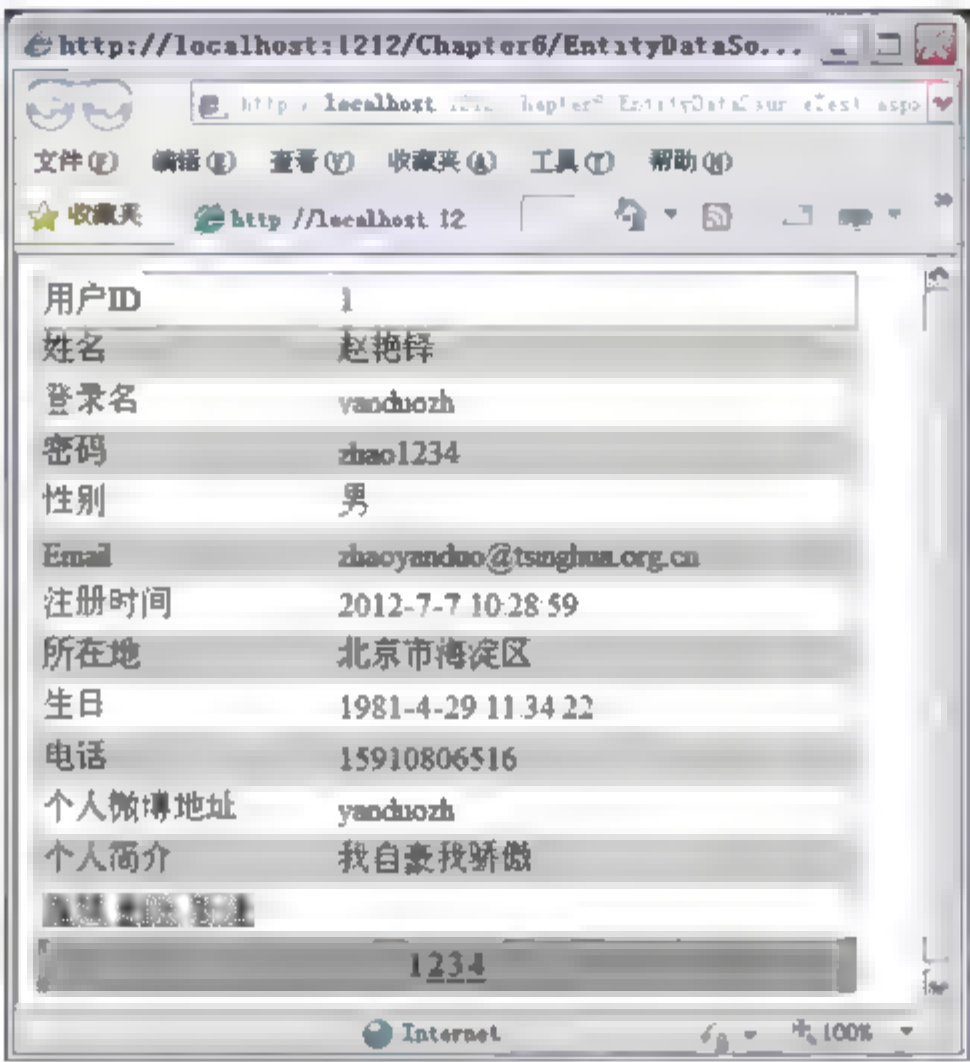 http://localhost:1212/Chapter6/EntityDataSo...
文件(F) 编辑(E) 查看(V) 收藏夹(A) 工具(T) 帮助(H)
收藏夹 http //localhost 12
用户ID 1
姓名 赵艳铎
登录名 yanduozh
密码 zhao1234
性别 男
Email zhaoyanduo@tsinghua.org.cn
注册时间 2012-7-7 10:28:59
所在地 北京市海淀区
生日 1981-4-29 11:34:22
电话 15910806516
个人微博地址 yanduozh
个人简介 我自豪我骄傲
1234
Internet 100%